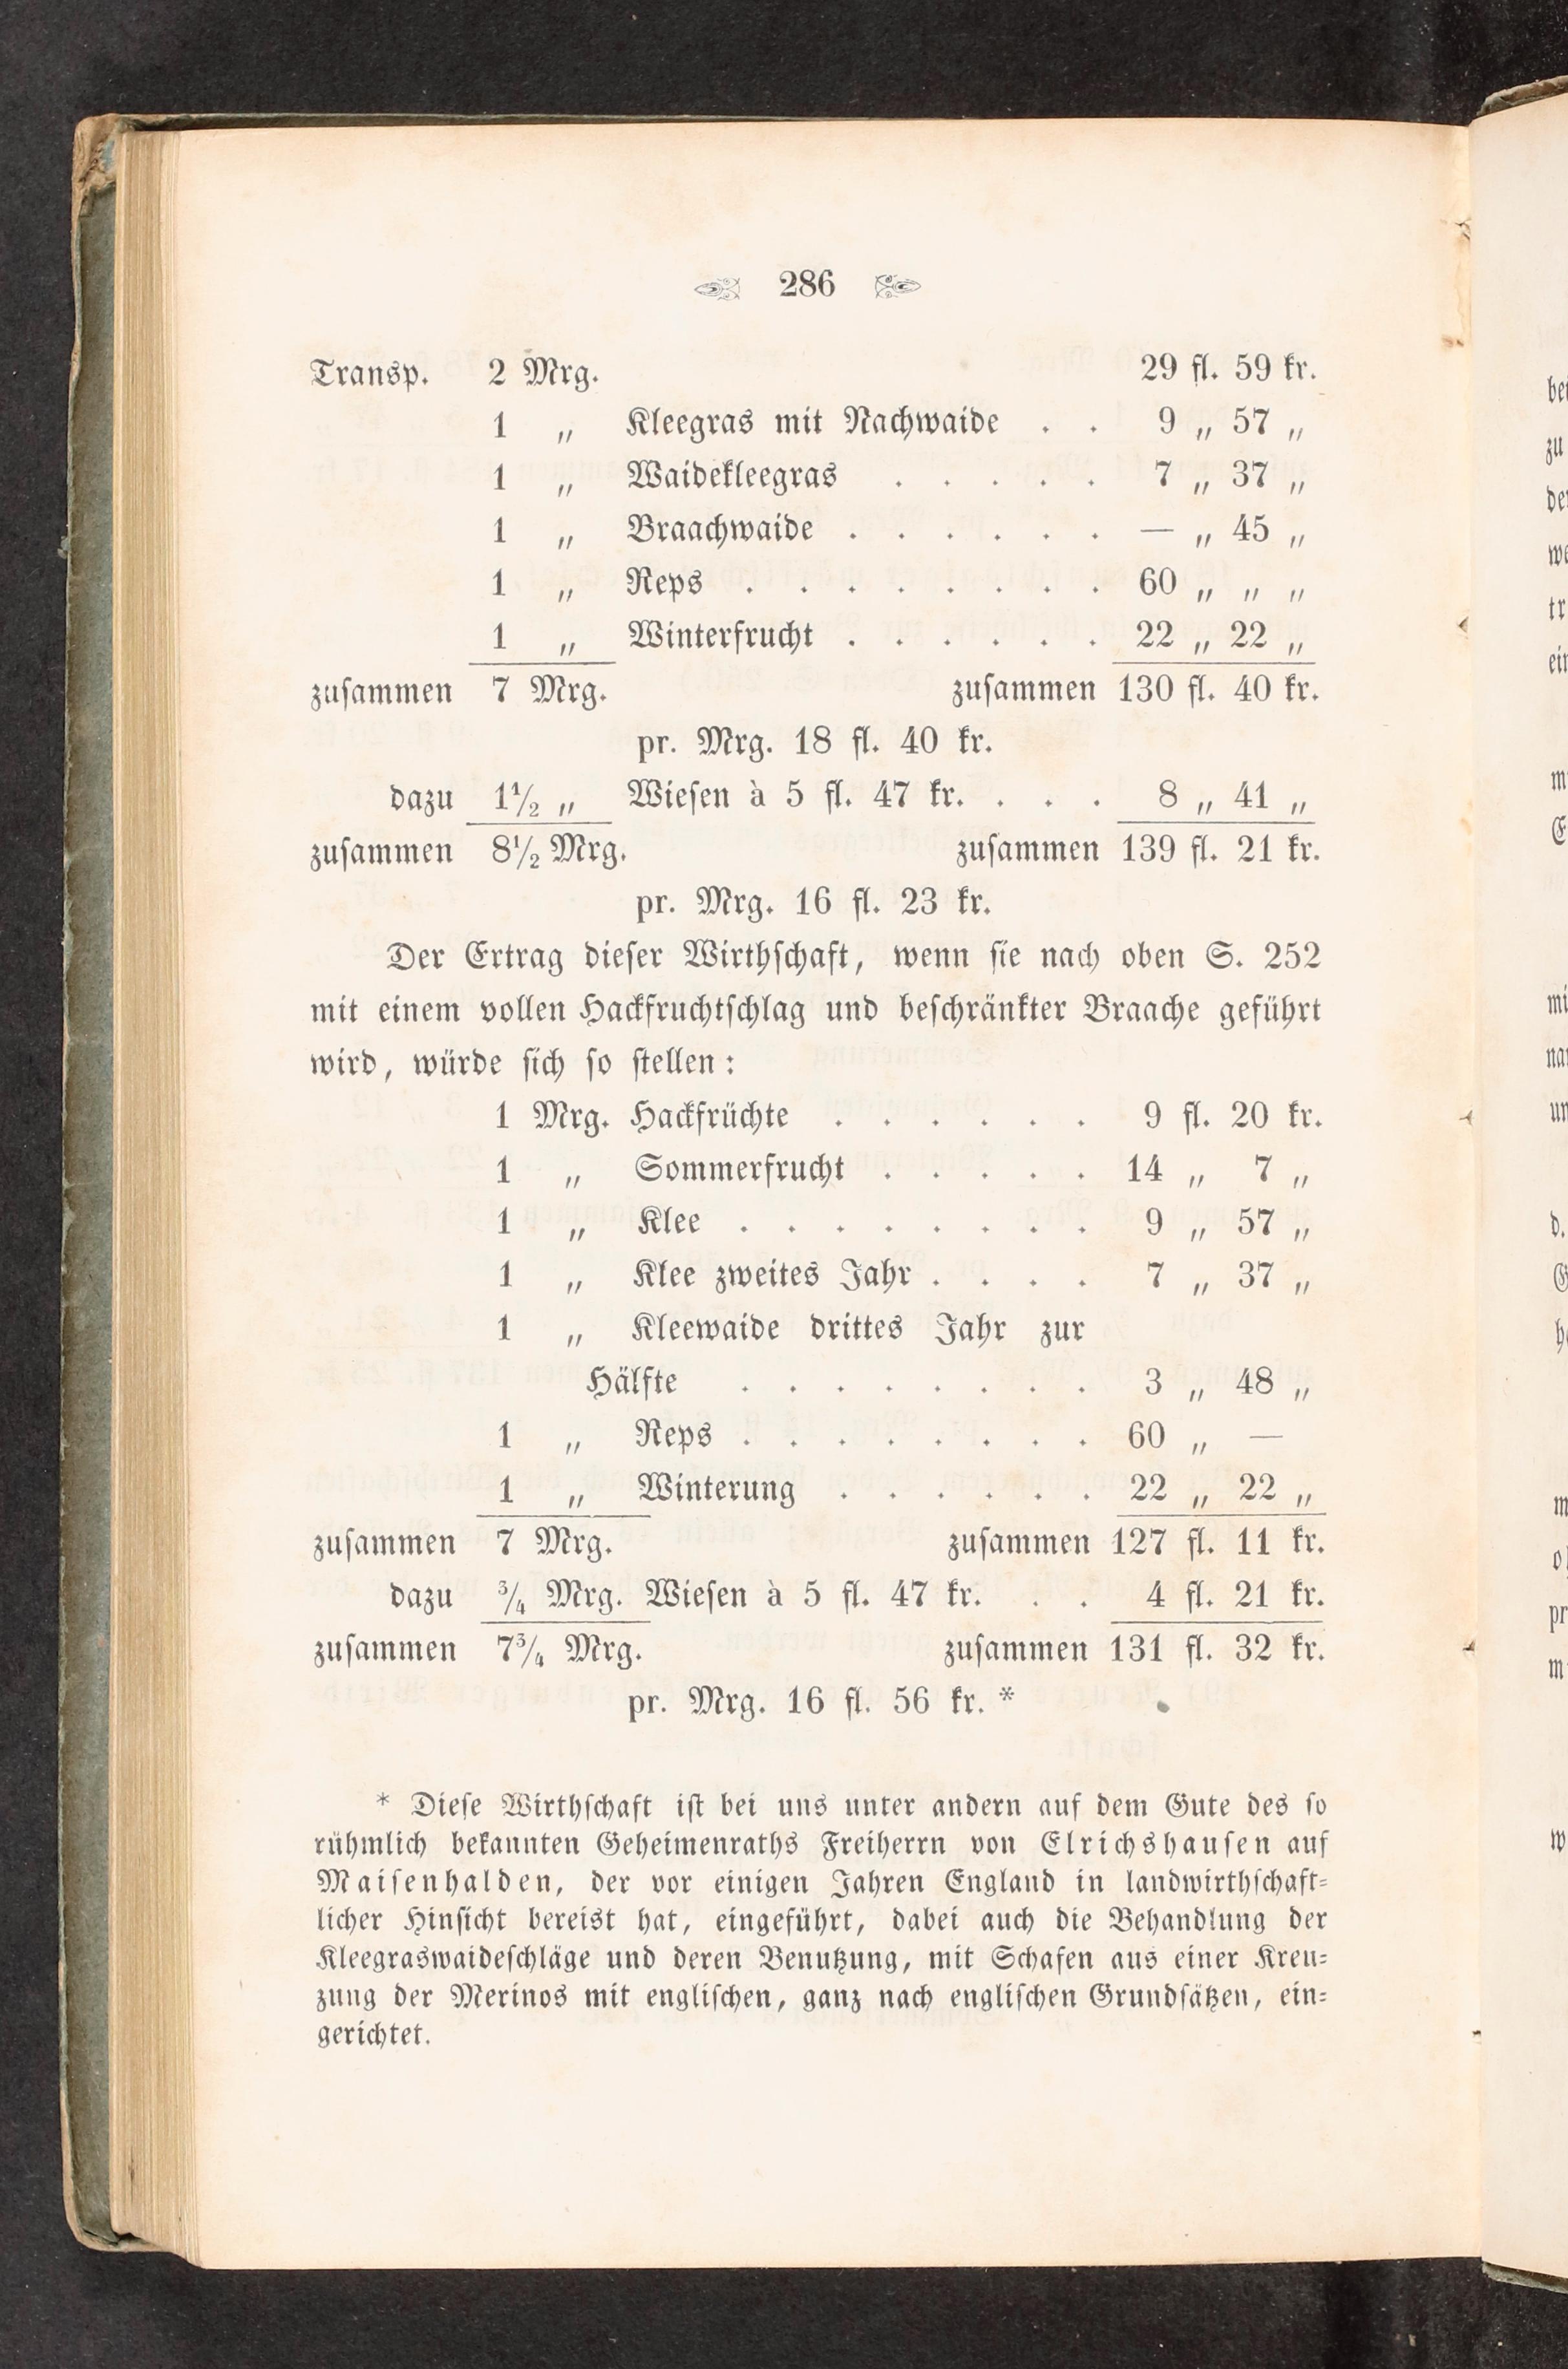 286
Transp. 2 Mrg. 29 fl. 59 kr.
1 „ Kleegras mit Nachwaide . . 9 „ 57 „
1 „ Waidekleegras . . . . . 7 „ 37 „
1 „ Braachwaide . . . . . . — „ 45 „
1 „ Reps . . . . . . . . 60 „ „ „
1 „ Winterfrucht . . . . . . 22 „ 22 „
zusammen 7 Mrg. zusammen 130 fl. 40 kr.
pr. Mrg. 18 fl. 40 kr.
dazu 1½ „ Wiesen à 5 fl. 47 kr. . . . 8 „ 41 „
zusammen 8½ Mrg. zusammen 139 fl. 21 kr.
pr. Mrg. 16 fl. 23 kr.
Der Ertrag dieser Wirthschaft, wenn sie nach oben S. 252
mit einem vollen Hackfruchtschlag und beschränkter Braache geführt
wird, würde sich so stellen:
1 Mrg. Hackfrüchte . . . . . . 9 fl. 20 kr.
1 „ Sommerfrucht . . . . . 14 „ 7 „
1 „ Klee . . . . . . . . 9 „ 57 „
1 „ Klee zweites Jahr . . . . 7 „ 37 „
1 „ Kleewaide drittes Jahr zur
Hälfte . . . . . . . . 3 „ 48 „
1 „ Reps . . . . . . . . 60 „ —
1 „ Winterung . . . . . . 22 „ 22 „
zusammen 7 Mrg. zusammen 127 fl. 11 kr.
dazu ¾ Mrg. Wiesen à 5 fl. 47 kr. . . 4 fl. 21 kr.
zusammen 7¾ Mrg. zusammen 131 fl. 32 kr.
pr. Mrg. 16 fl. 56 kr. *
* Diese Wirthschaft ist bei uns unter andern auf dem Gute des so
rühmlich bekannten Geheimenraths Freiherrn von Elrichshausen auf
Maisenhalden, der vor einigen Jahren England in landwirthschaft-
licher Hinsicht bereist hat, eingeführt, dabei auch die Behandlung der
Kleegraswaideschläge und deren Benutzung, mit Schafen aus einer Kreu-
zung der Merinos mit englischen, ganz nach englischen Grundsätzen, ein-
gerichtet.